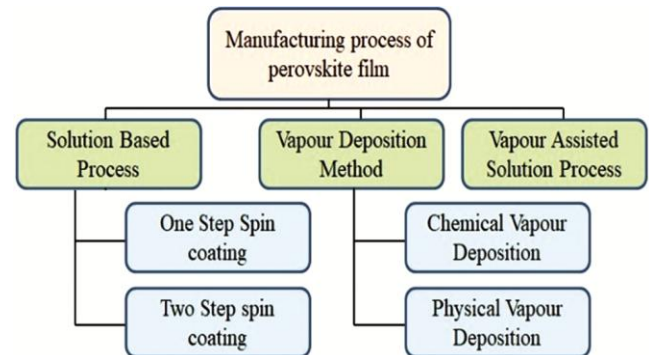 Manufacturing process of
perovskite film
Solution Based
Process
Vapour Deposition
Method
Vapour Assisted
Solution Process
One Step Spin
coating
Two Step spin
coating
Chemical Vapour
Deposition
Physical Vapour
Deposition